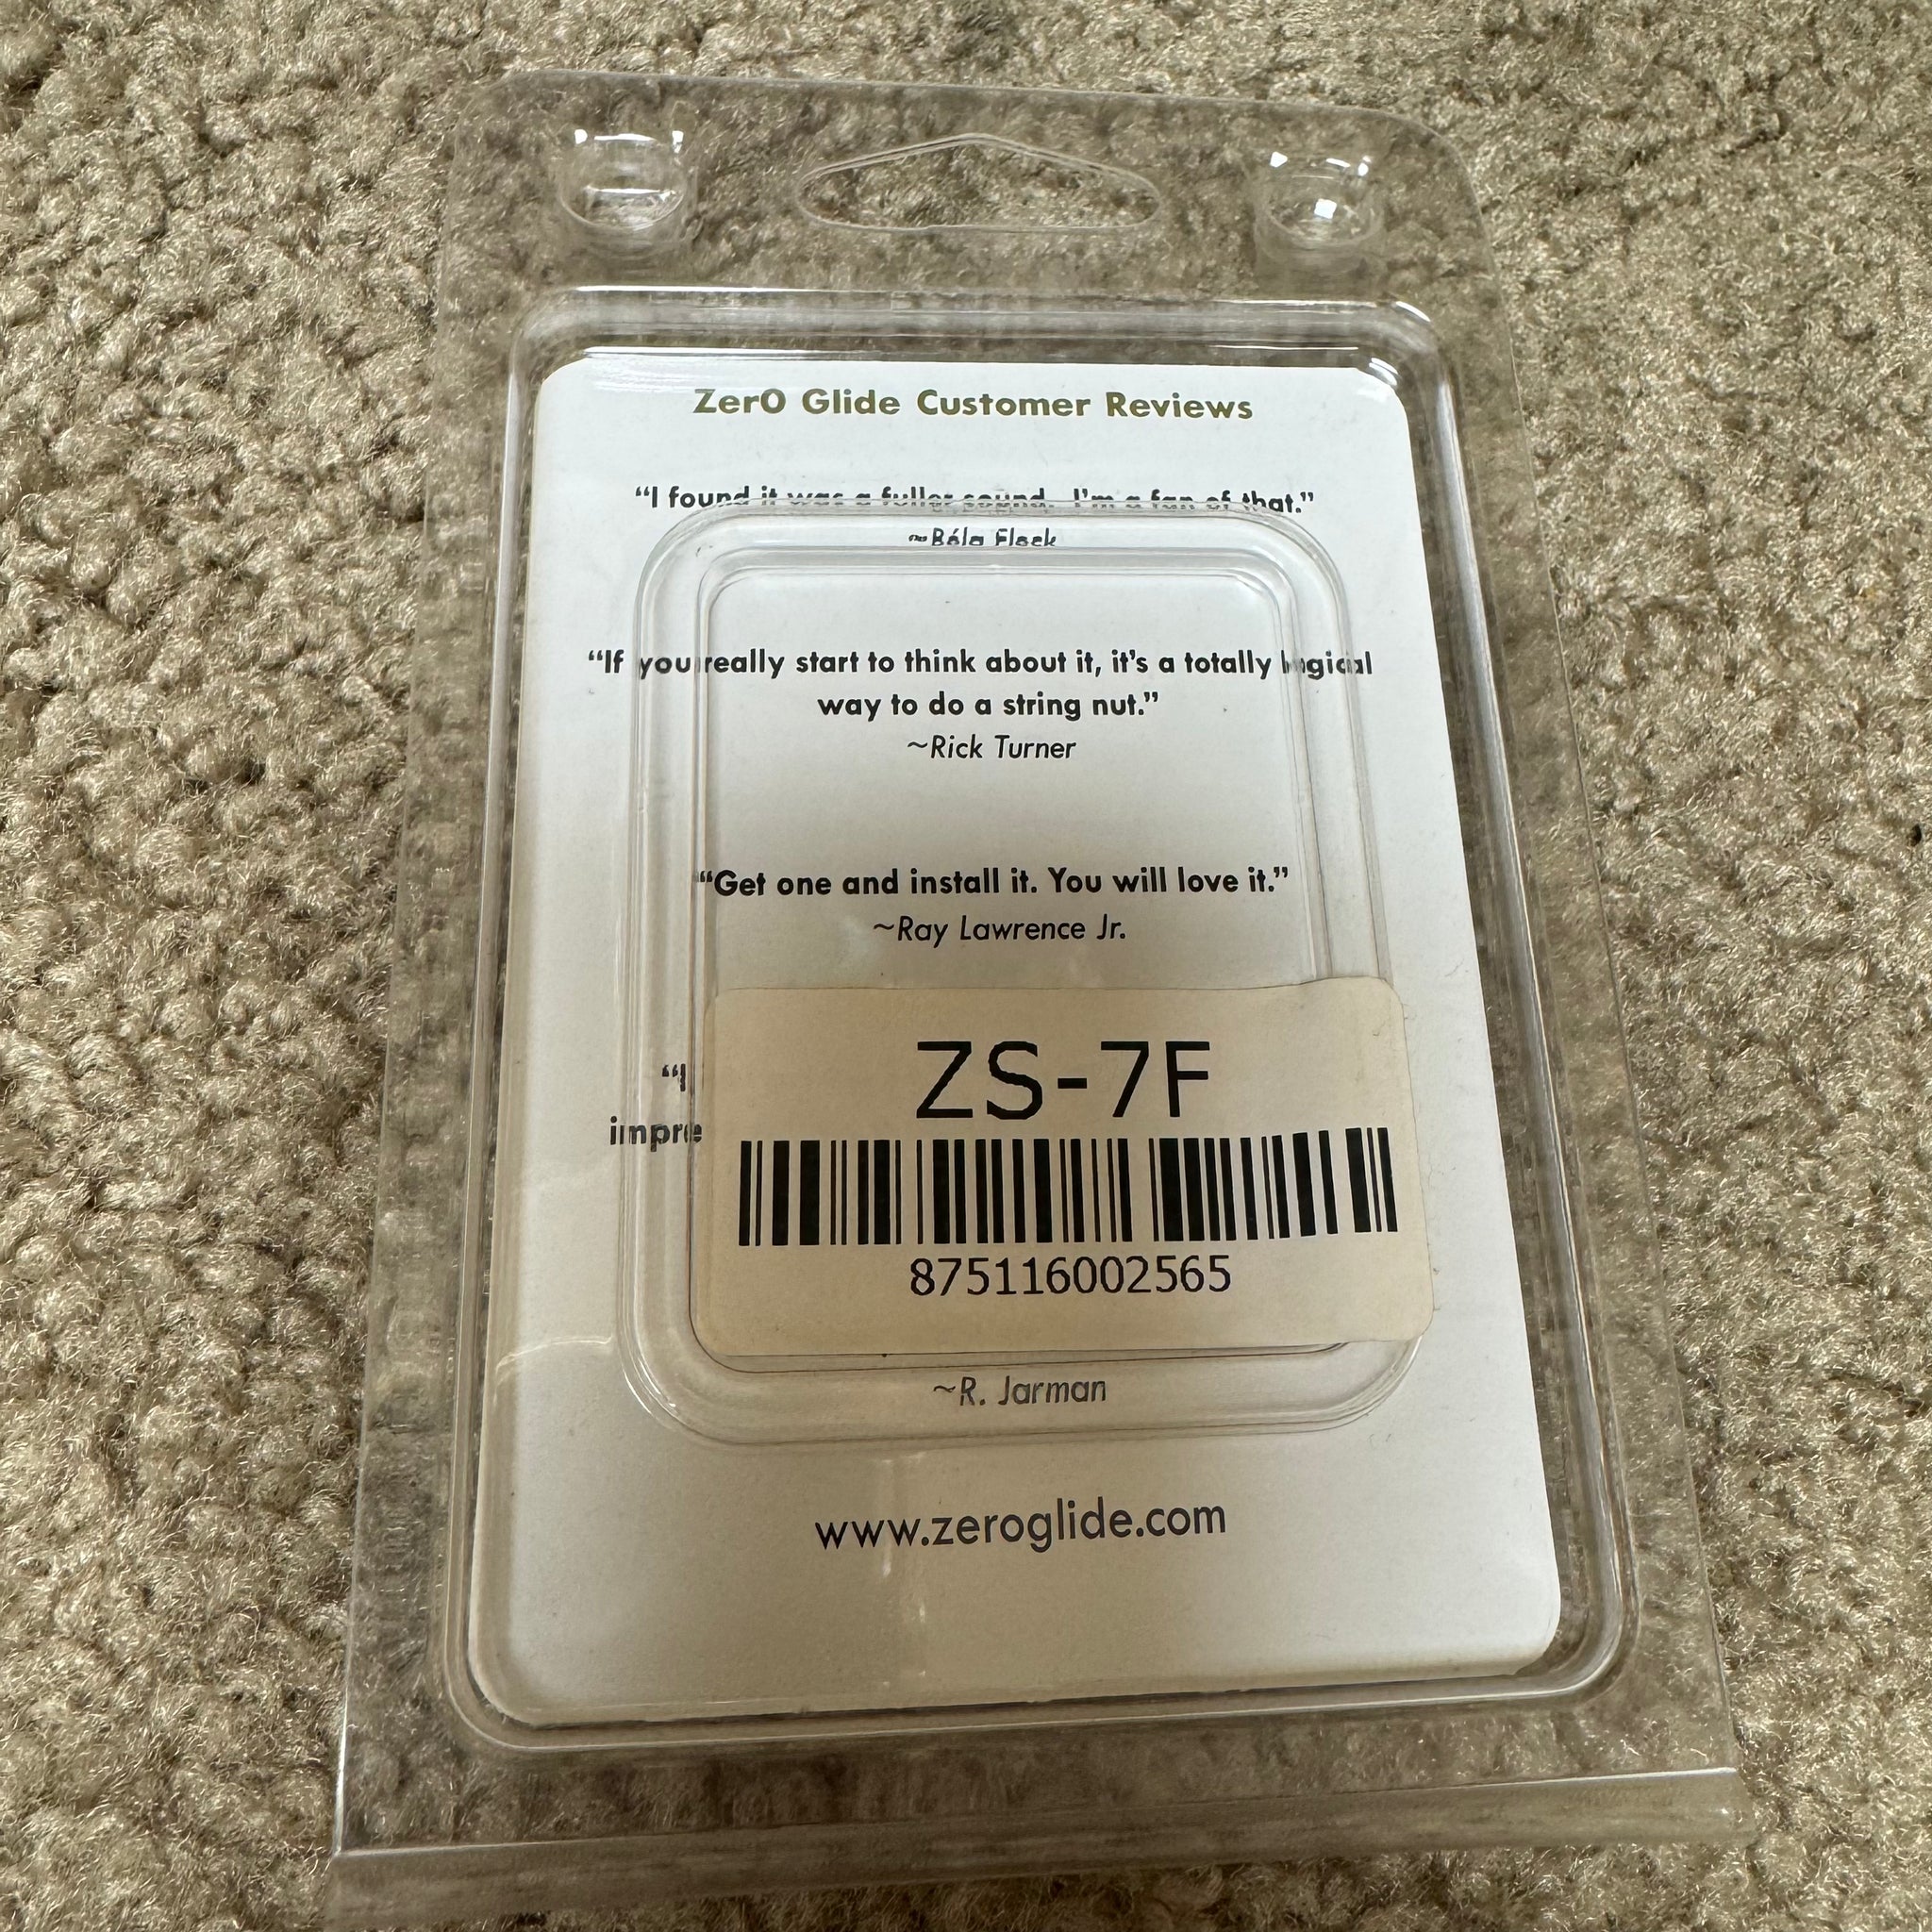 ZerO Glide Customer Reviews
“I found it was a fuller sound. I'm a fan of that.”
~Béla Fleck
“If you really start to think about it, it's a totally logical
way to do a string nut.”
~Rick Turner
“Get one and install it. You will love it.”
~Ray Lawrence Jr.
“I
impre
ZS-7F
875116002565
~R. Jarman
www.zeroglide.com